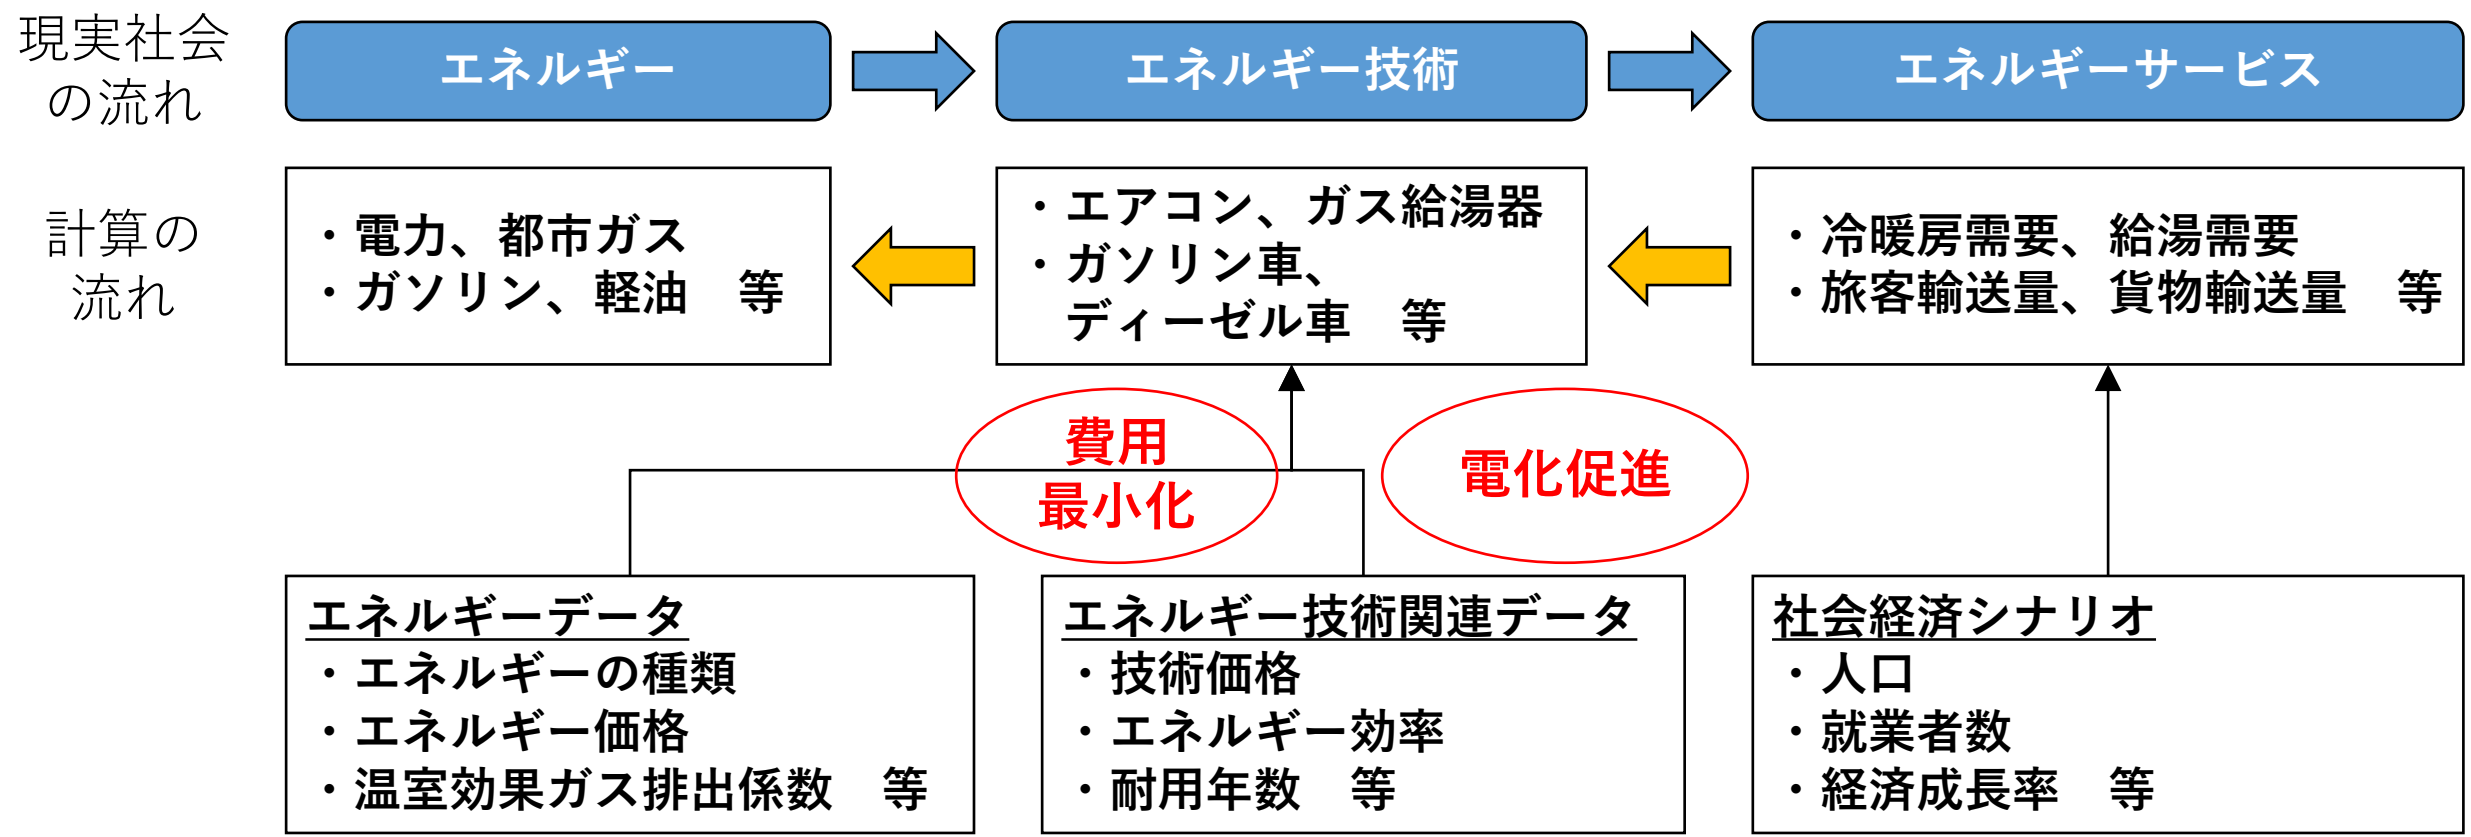 現実社会
の流れ
エネルギー
エネルギー技術
エネルギーサービス
計算の
流れ
・電力、都市ガス
・ガソリン、軽油　等
・エアコン、ガス給湯器
・ガソリン車、
ディーゼル車　等
・冷暖房需要、給湯需要
・旅客輸送量、貨物輸送量　等
費用
最小化
電化促進
エネルギーデータ
・エネルギーの種類
・エネルギー価格
・温室効果ガス排出係数　等
エネルギー技術関連データ
・技術価格
・エネルギー効率
・耐用年数　等
社会経済シナリオ
・人口
・就業者数
・経済成長率　等